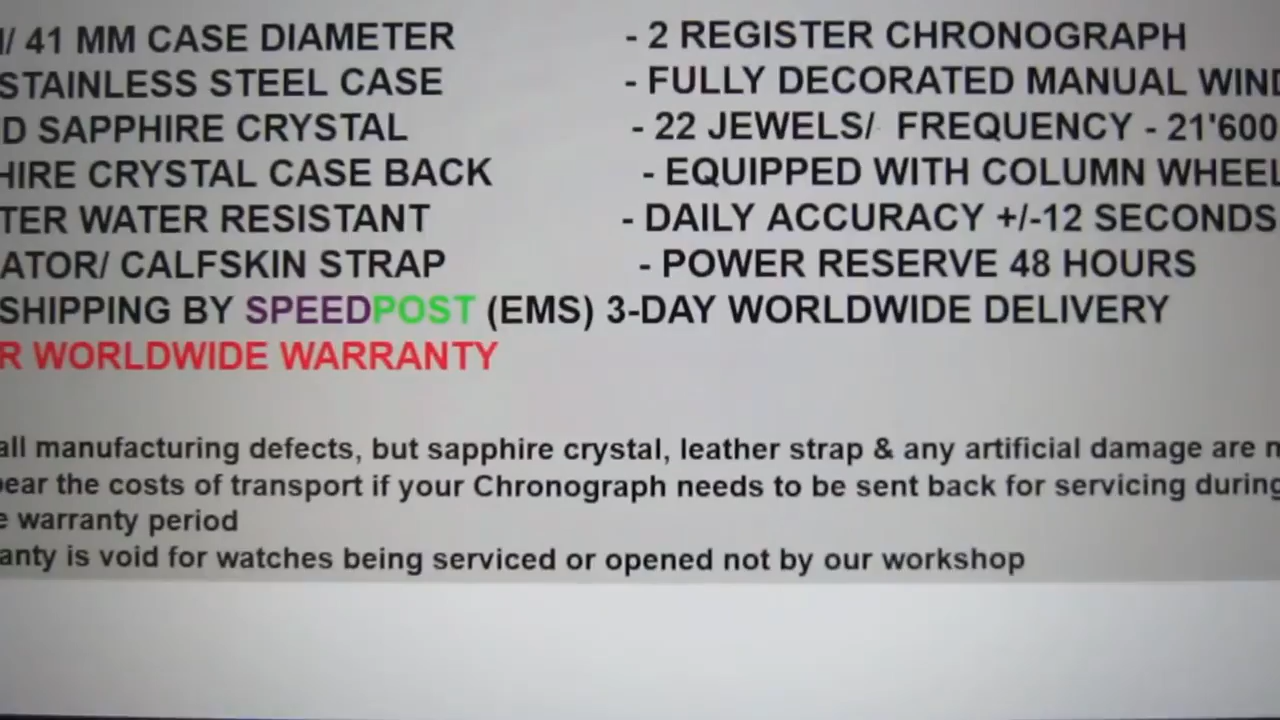 / 41 MM CASE DIAMETER - 2 REGISTER CHRONOGRAPH
STAINLESS STEEL CASE - FULLY DECORATED MANUAL WIND
D SAPPHIRE CRYSTAL - 22 JEWELS/ FREQUENCY - 21'600
HIRE CRYSTAL CASE BACK - EQUIPPED WITH COLUMN WHEEL
TER WATER RESISTANT - DAILY ACCURACY +/-12 SECONDS
ATOR/ CALFSKIN STRAP - POWER RESERVE 48 HOURS
SHIPPING BY SPEEDPOST (EMS) 3-DAY WORLDWIDE DELIVERY
R WORLDWIDE WARRANTY
all manufacturing defects, but sapphire crystal, leather strap & any artificial damage are n
bear the costs of transport if your Chronograph needs to be sent back for servicing during
e warranty period
anty is void for watches being serviced or opened not by our workshop